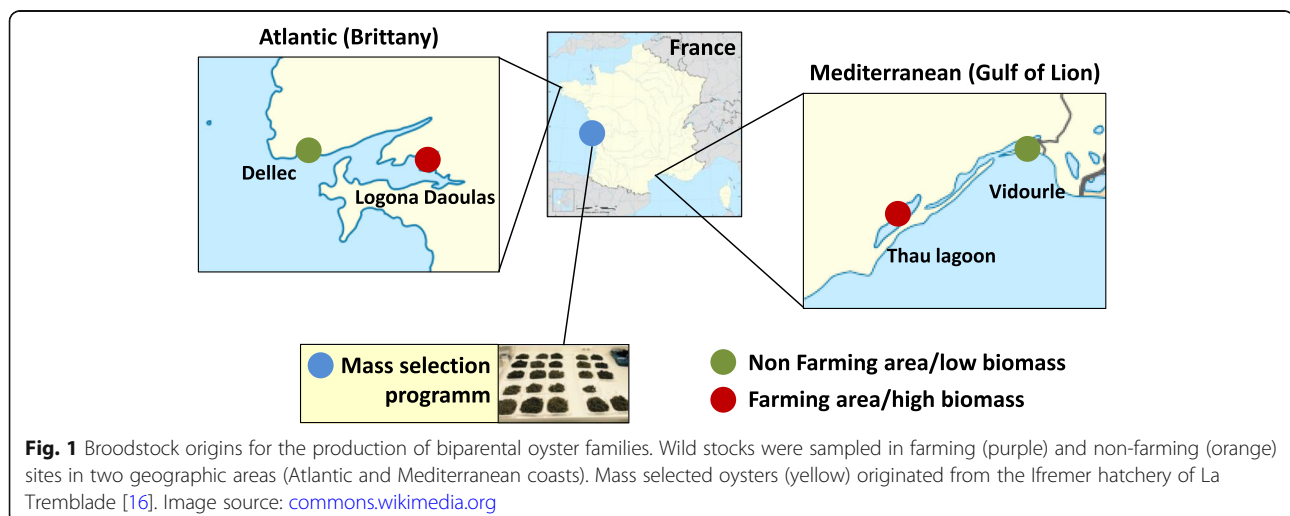 Atlantic (Brittany)
France
Mediterranean (Gulf of Lion)
Dellec
Logona Daoulas
Vidourle
Thau lagoon
Mass selection
programm
Non Farming area/low biomass
Farming area/high biomass
Fig. 1 Broodstock origins for the production of biparental oyster families. Wild stocks were sampled in farming (purple) and non-farming (orange)
sites in two geographic areas (Atlantic and Mediterranean coasts). Mass selected oysters (yellow) originated from the Ifremer hatchery of La
Tremblade [16]. Image source: commons.wikimedia.org